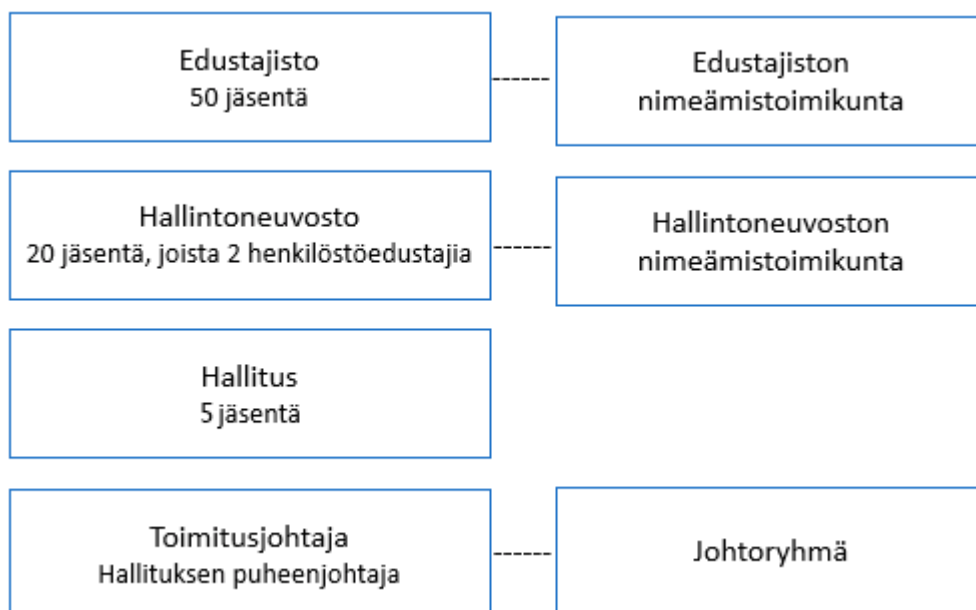 Edustajisto
50 jäsentä
Edustajiston
nimeämistoimikunta
Hallintoneuvosto
20 jäsentä, joista 2 henkilöstöedustajia
Hallintoneuvoston
nimeämistoimikunta
Hallitus
5 jäsentä
Toimitusjohtaja
Hallituksen puheenjohtaja
Johtoryhmä